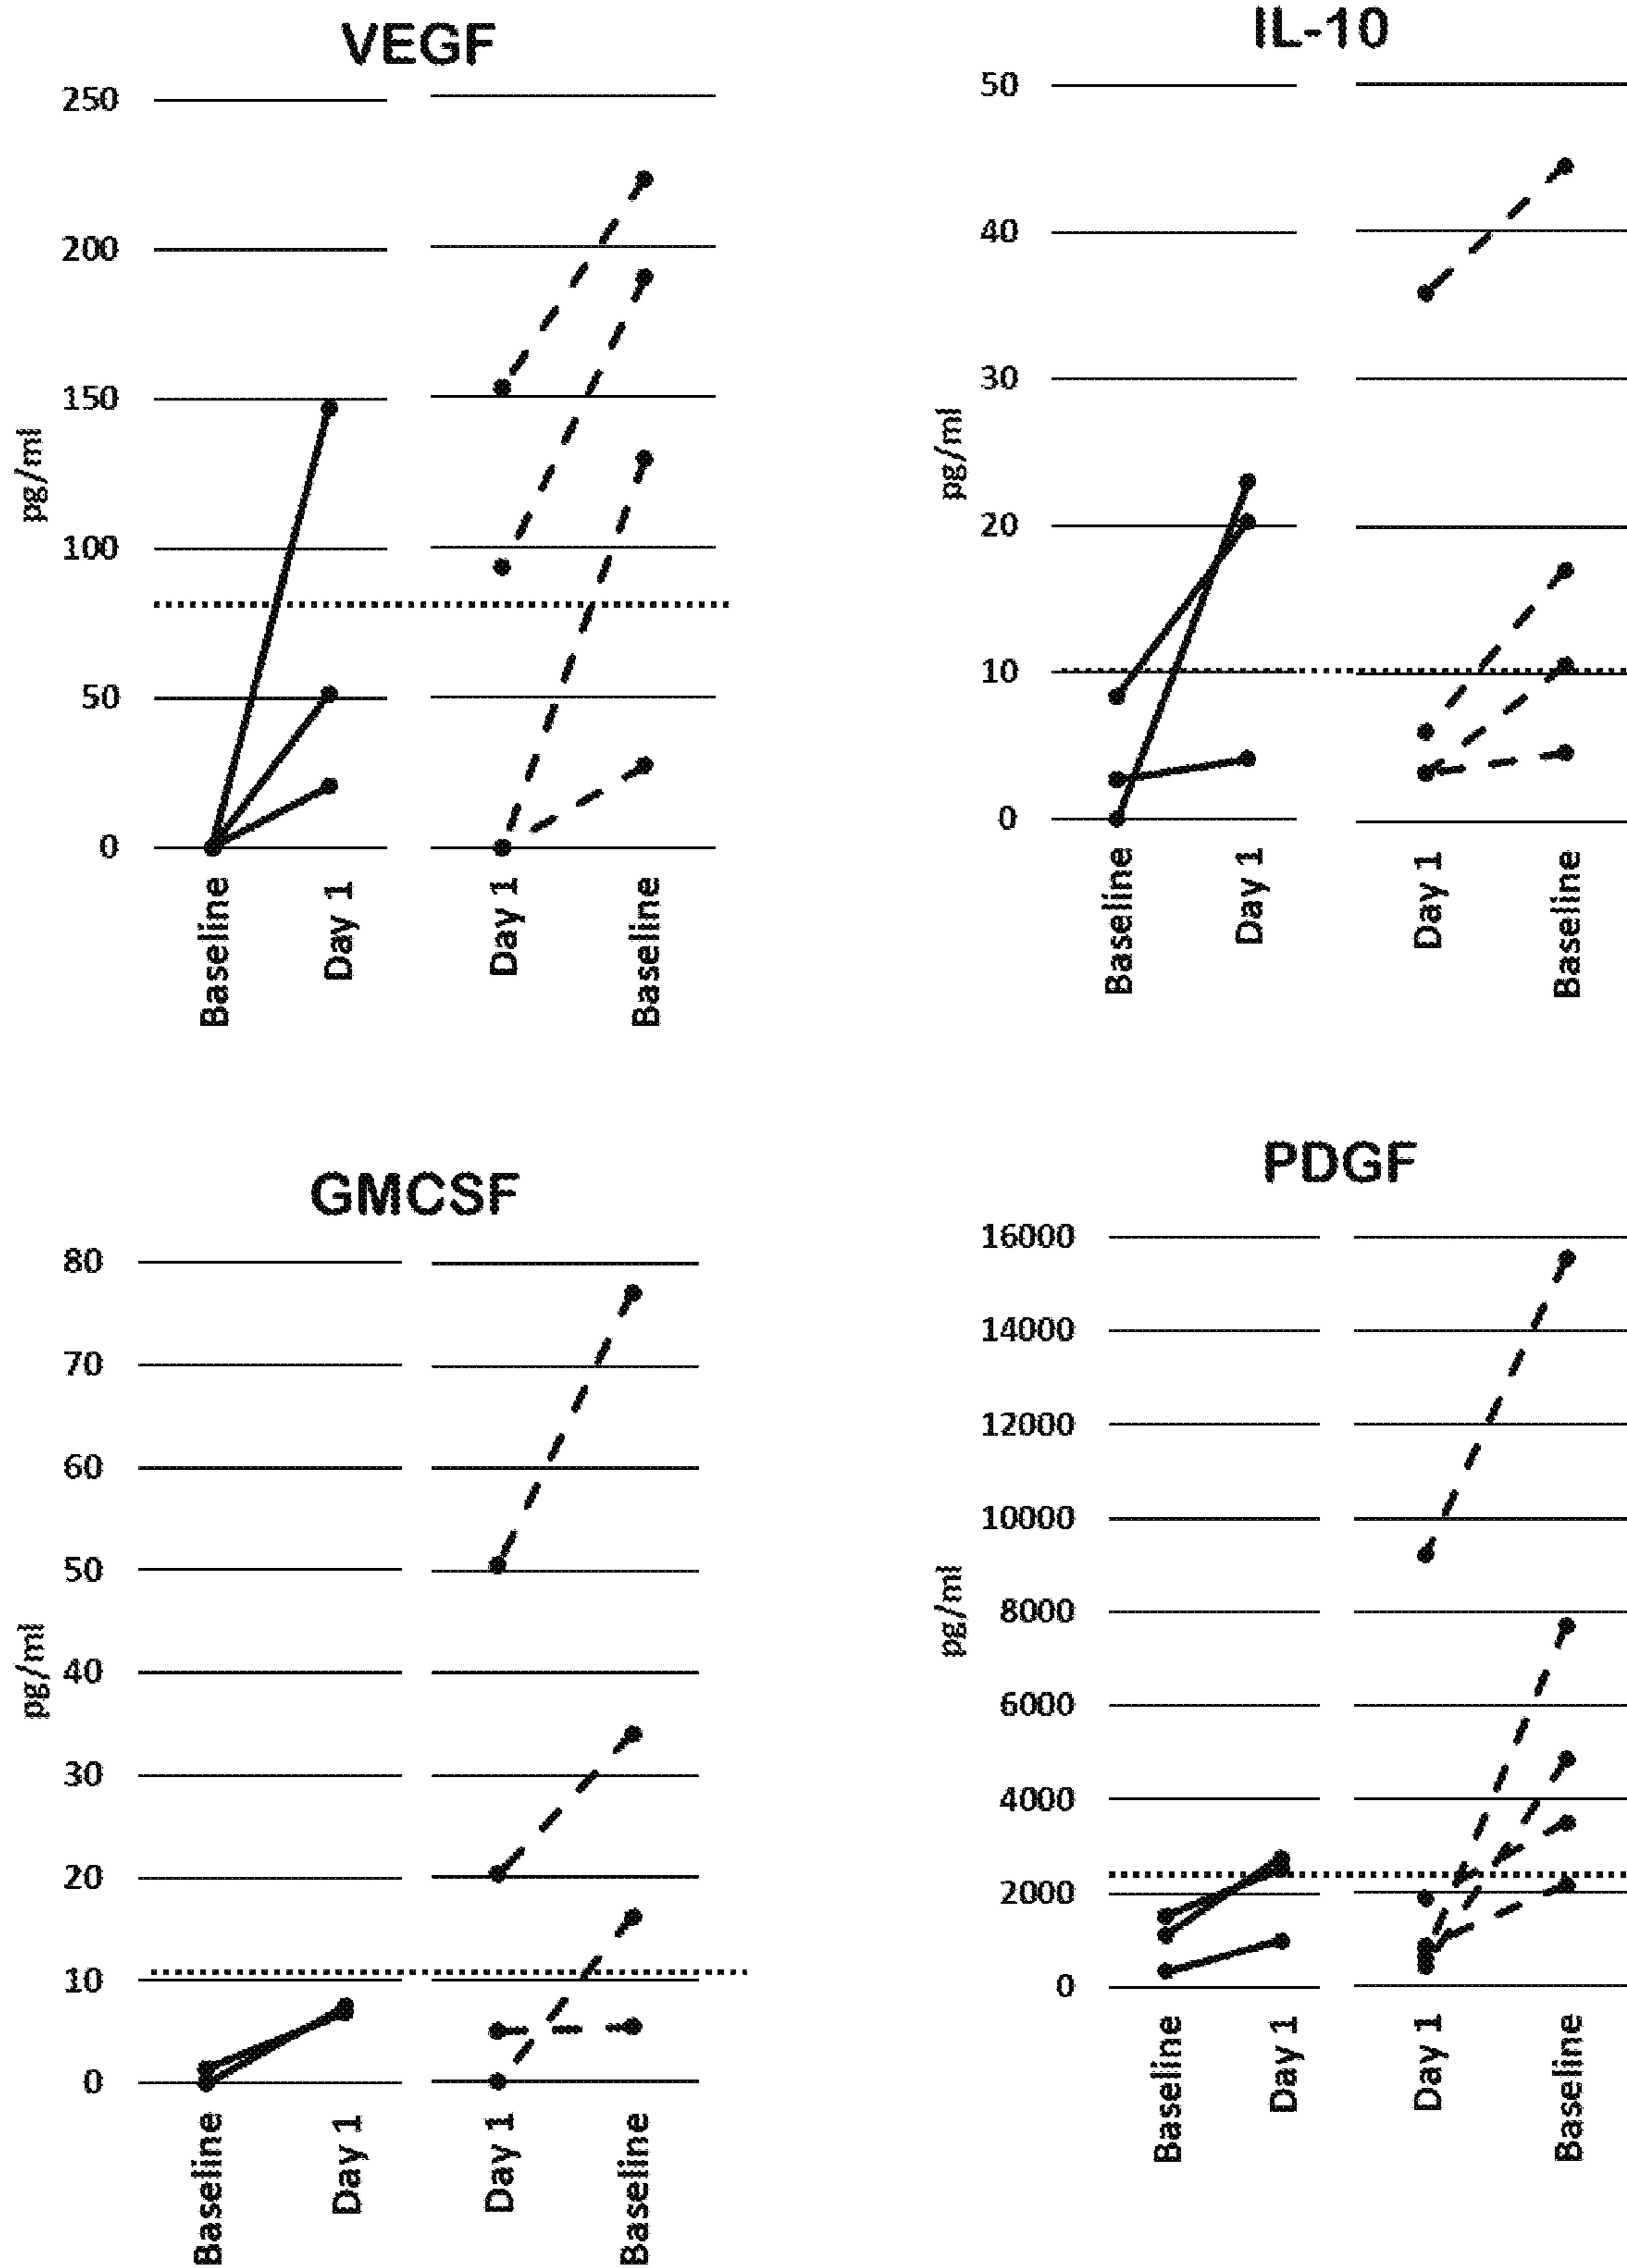 VEGF
250
200
150
100
50
0
pg/ml
Baseline
Day 1
Day 1
Baseline
IL-10
50
40
30
20
10
0
pg/ml
Baseline
Day 1
Day 1
Baseline
GMCSF
80
70
60
50
40
30
20
10
0
pg/ml
Baseline
Day 1
Day 1
Baseline
PDGF
16000
14000
12000
10000
8000
6000
4000
2000
0
pg/ml
Baseline
Day 1
Day 1
Baseline